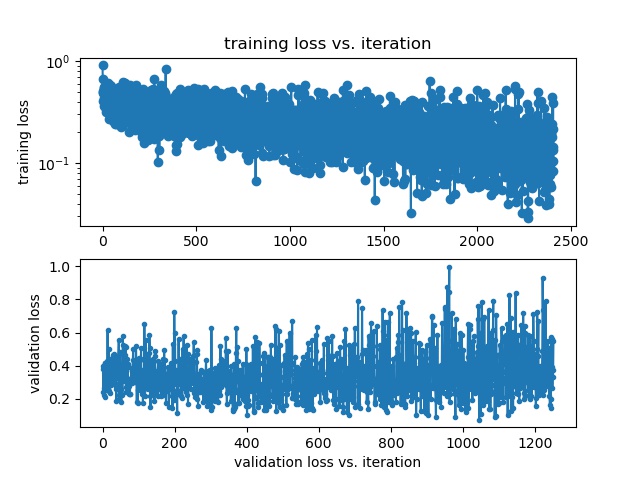 training loss vs. iteration
10⁰
10⁻¹
training loss
0 500 1000 1500 2000 2500
1.0
0.8
0.6
0.4
0.2
validation loss
0 200 400 600 800 1000 1200
validation loss vs. iteration